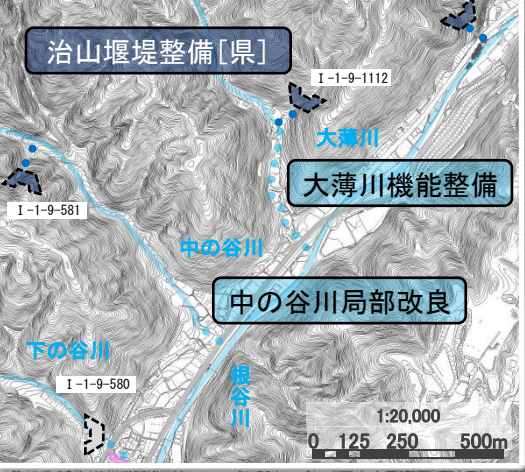 治山堰堤整備[県]
Ⅰ-1-9-1112
大薄川
大薄川機能整備
Ⅰ-1-9-581
中の谷川
中の谷川局部改良
下の谷川
Ⅰ-1-9-580
根谷川
1:20,000
0 125 250 500m